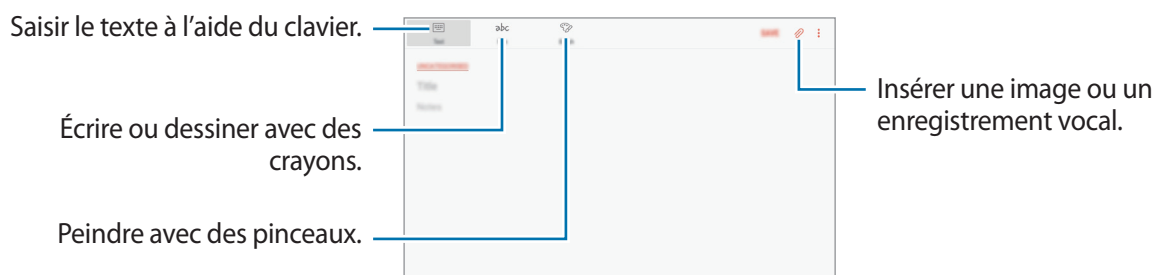 Saisir le texte à l'aide du clavier.
abc
SAVE
UNCATEGORISED
Title
Notes
Insérer une image ou un
enregistrement vocal.
Écrire ou dessiner avec des
crayons.
Peindre avec des pinceaux.